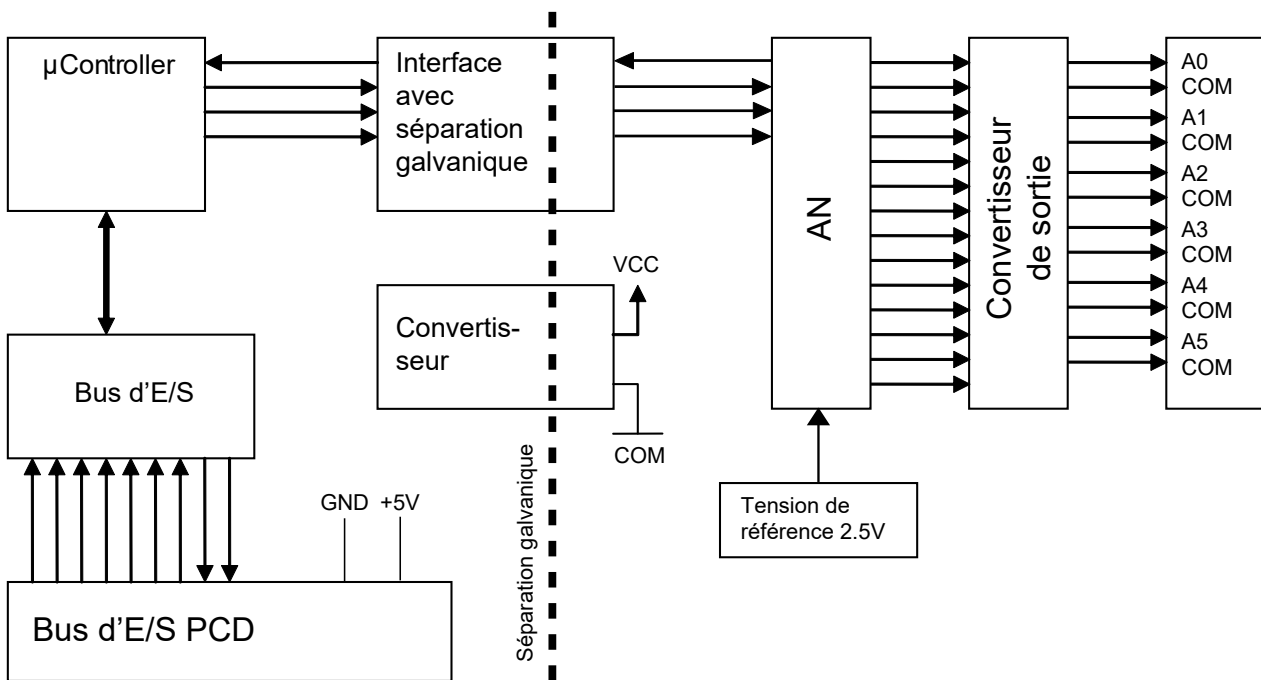 µController
Interface
avec
séparation
galvanique
AN
Convertisseur
de sortie
A0
COM
A1
COM
A2
COM
A3
COM
A4
COM
A5
COM
VCC
Convertis-
seur
COM
Bus d’E/S
Séparation galvanique
Tension de
référence 2.5V
GND +5V
Bus d’E/S PCD